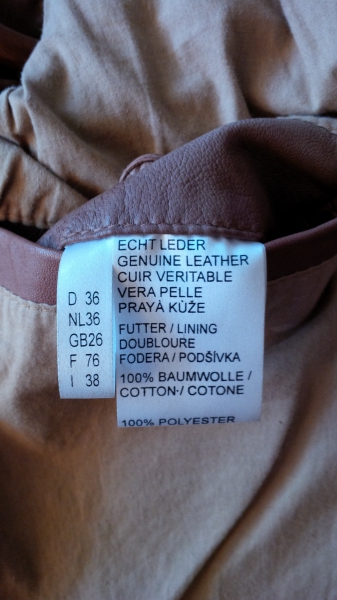 D 36
NL36
GB26
F 76
I 38
ECHT LEDER
GENUINE LEATHER
CUIR VERITABLE
VERA PELLE
PRAYÀ KŮŽE
FUTTER / LINING
DOUBLOURE
FODERA / PODŠÍVKA
100% BAUMWOLLE /
COTTON / COTONE
100% POLYESTER